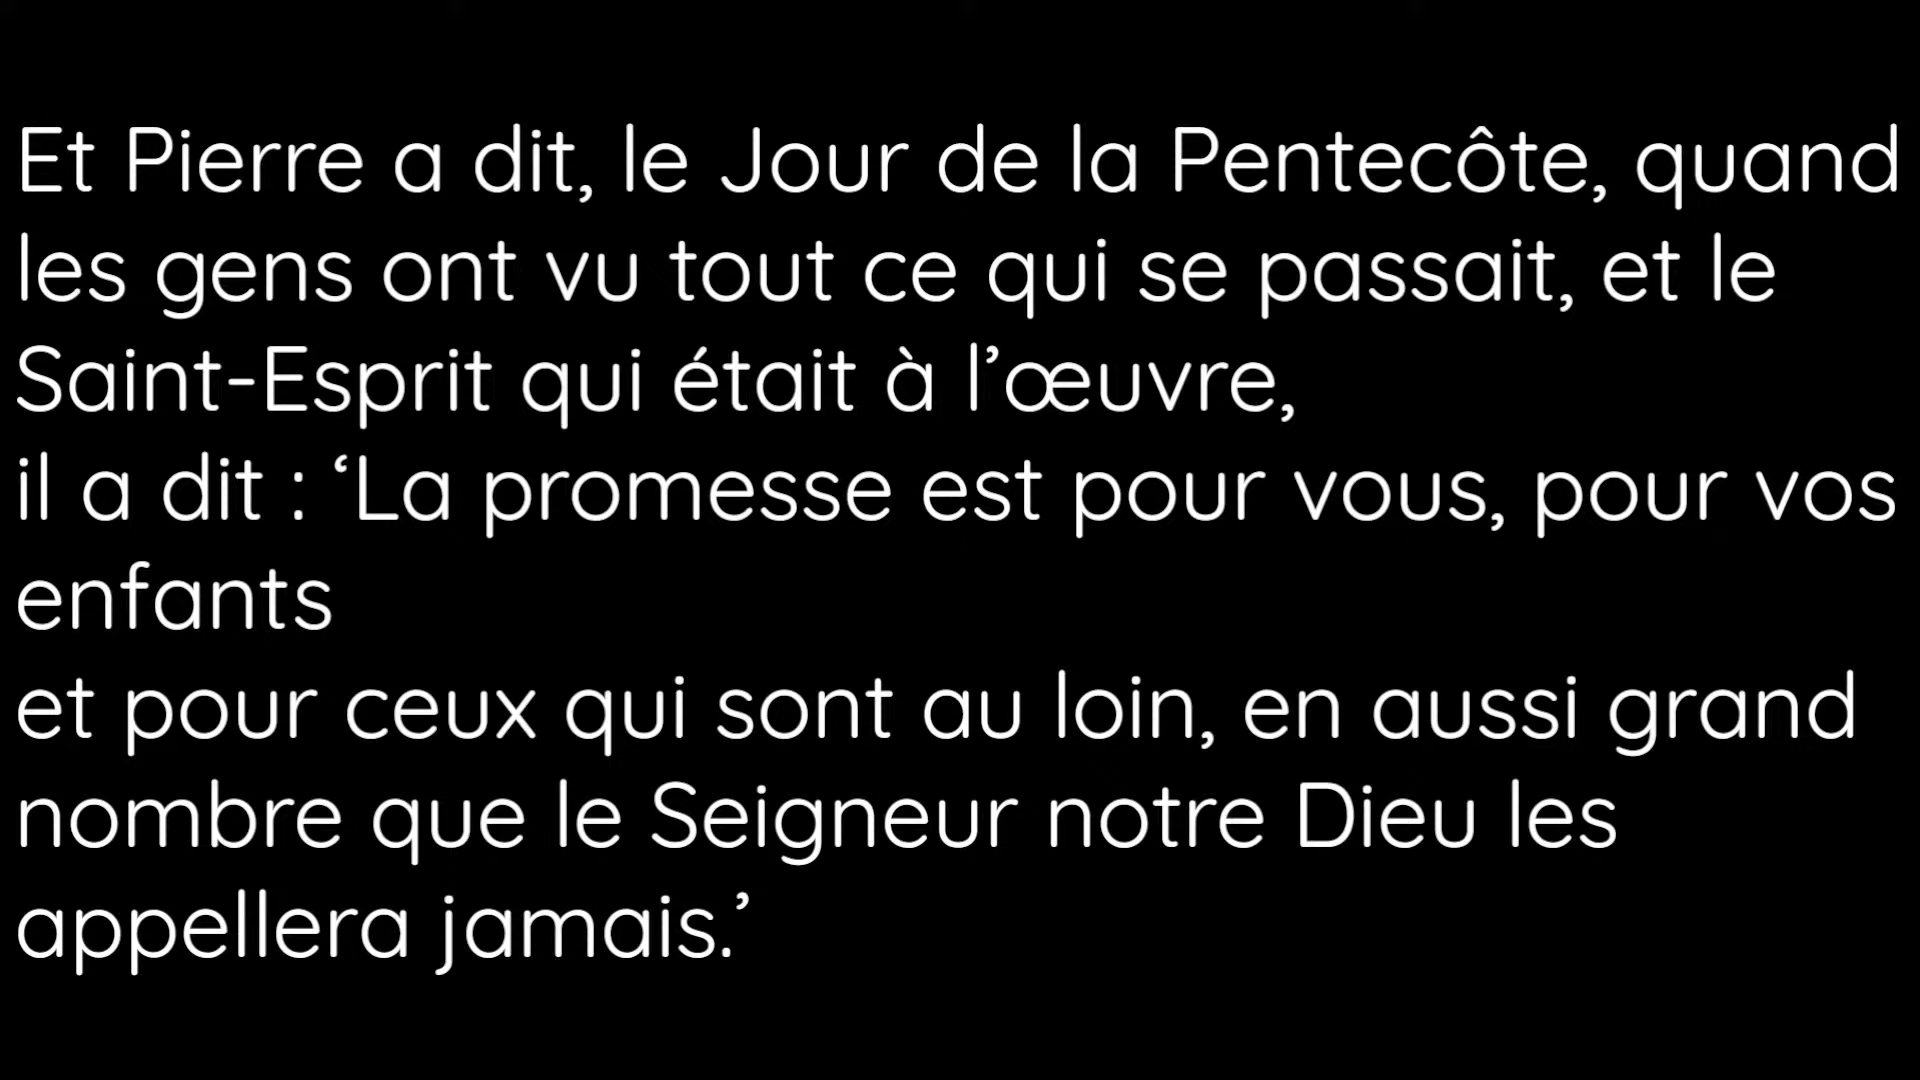 Et Pierre a dit, le Jour de la Pentecôte, quand
les gens ont vu tout ce qui se passait, et le
Saint-Esprit qui était à l’œuvre,
il a dit : ‘La promesse est pour vous, pour vos
enfants
et pour ceux qui sont au loin, en aussi grand
nombre que le Seigneur notre Dieu les
appellera jamais.’